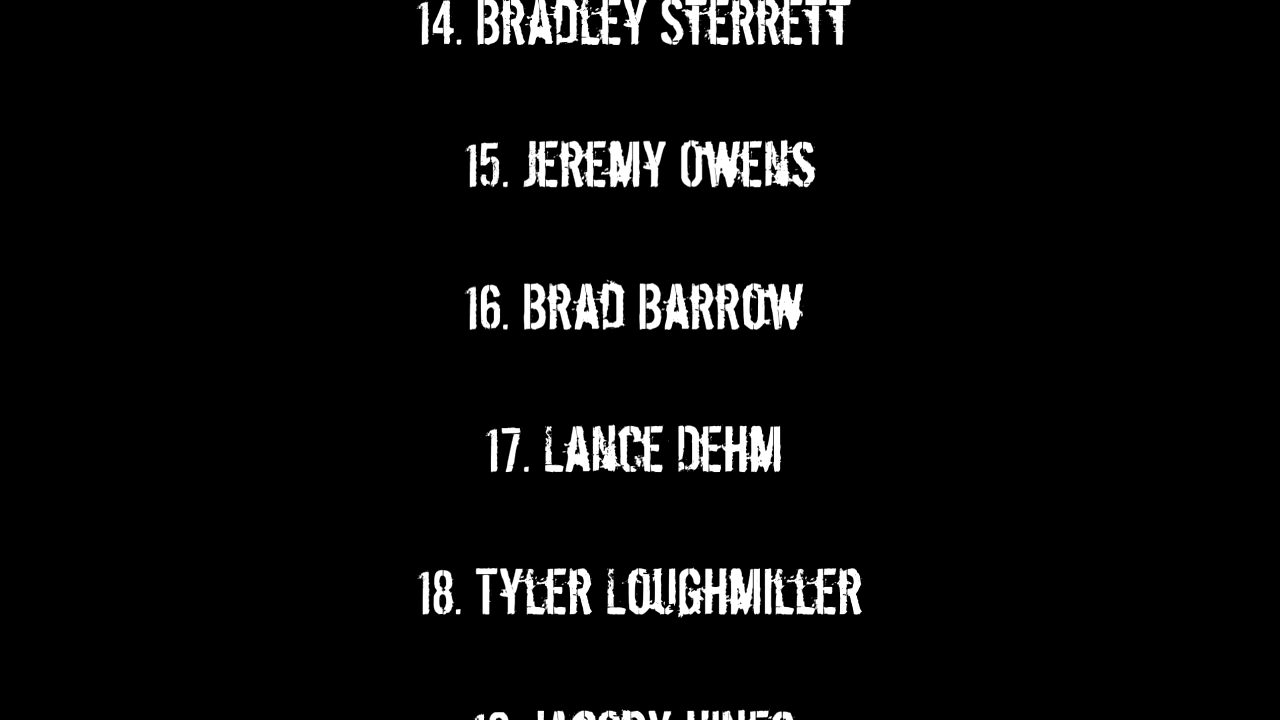 14. BRADLEY STERRETT
15. JEREMY OWENS
16. BRAD BARROW
17. LANCE DEHM
18. TYLER LOUGHMILLER